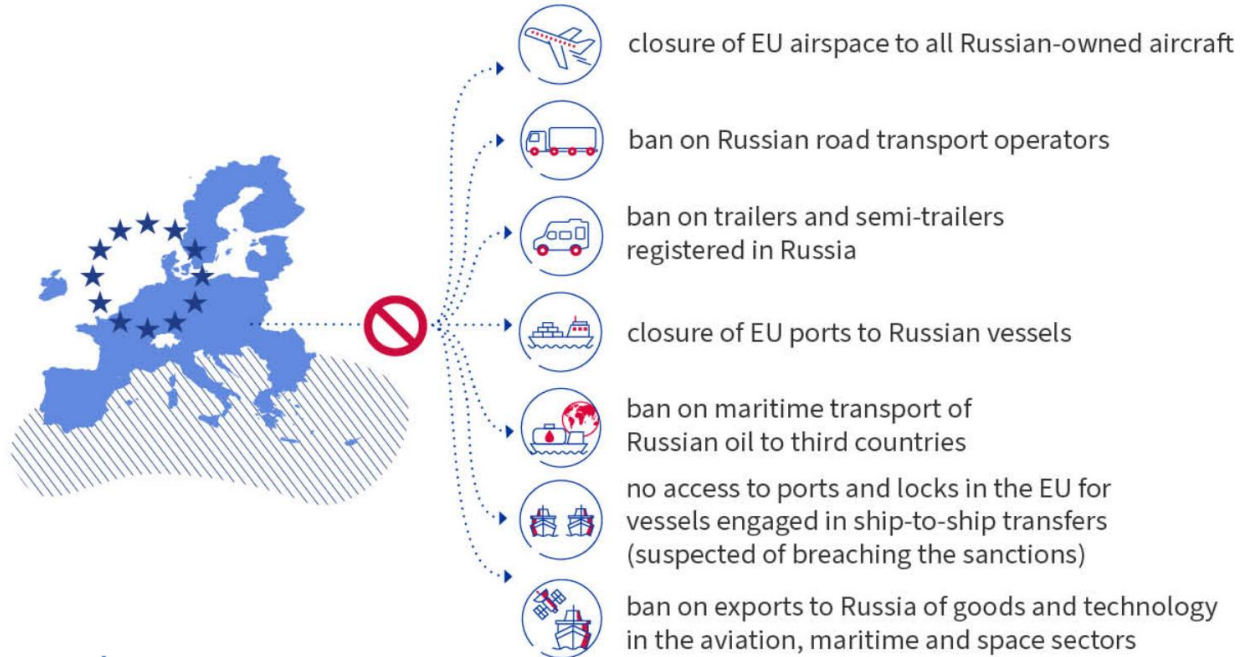 closure of EU airspace to all Russian-owned aircraft
ban on Russian road transport operators
ban on trailers and semi-trailers
registered in Russia
closure of EU ports to Russian vessels
ban on maritime transport of
Russian oil to third countries
no access to ports and locks in the EU for
vessels engaged in ship-to-ship transfers
(suspected of breaching the sanctions)
ban on exports to Russia of goods and technology
in the aviation, maritime and space sectors